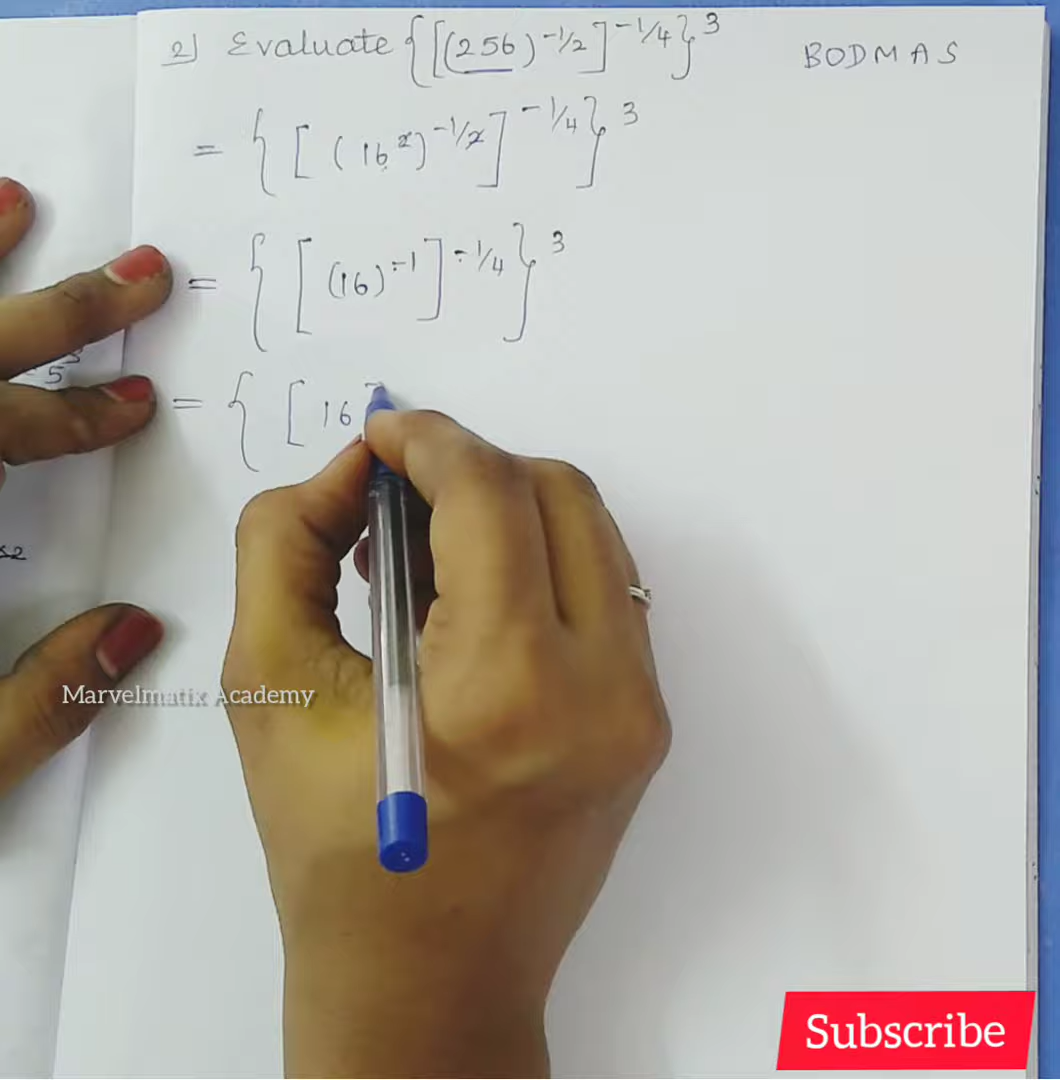 2) Evaluate {[(256)^-1/2]^-1/4}^3
BODMAS
= {[(16^2)^-1/2]^-1/4}^3
= {[(16)^-1]^-1/4}^3
= {[16
5
Marvelmatix Academy
Subscribe